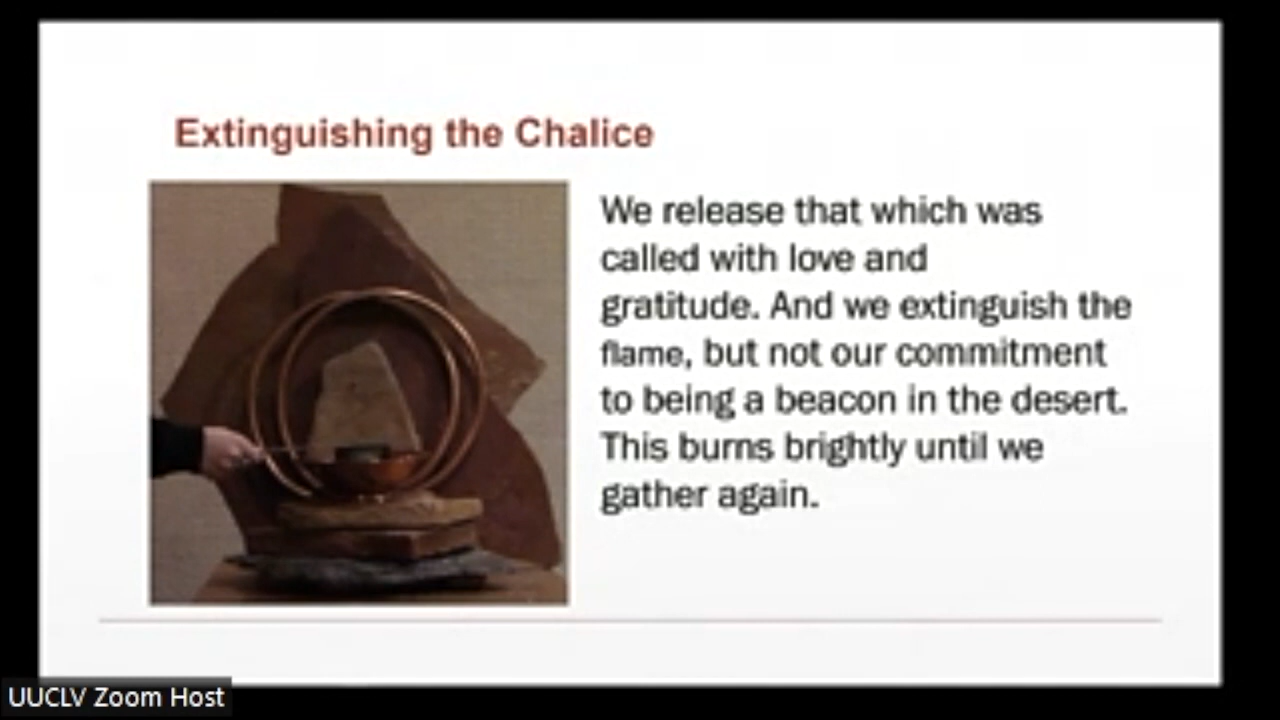 Extinguishing the Chalice
We release that which was
called with love and
gratitude. And we extinguish the
flame, but not our commitment
to being a beacon in the desert.
This burns brightly until we
gather again.
UUCLV Zoom Host